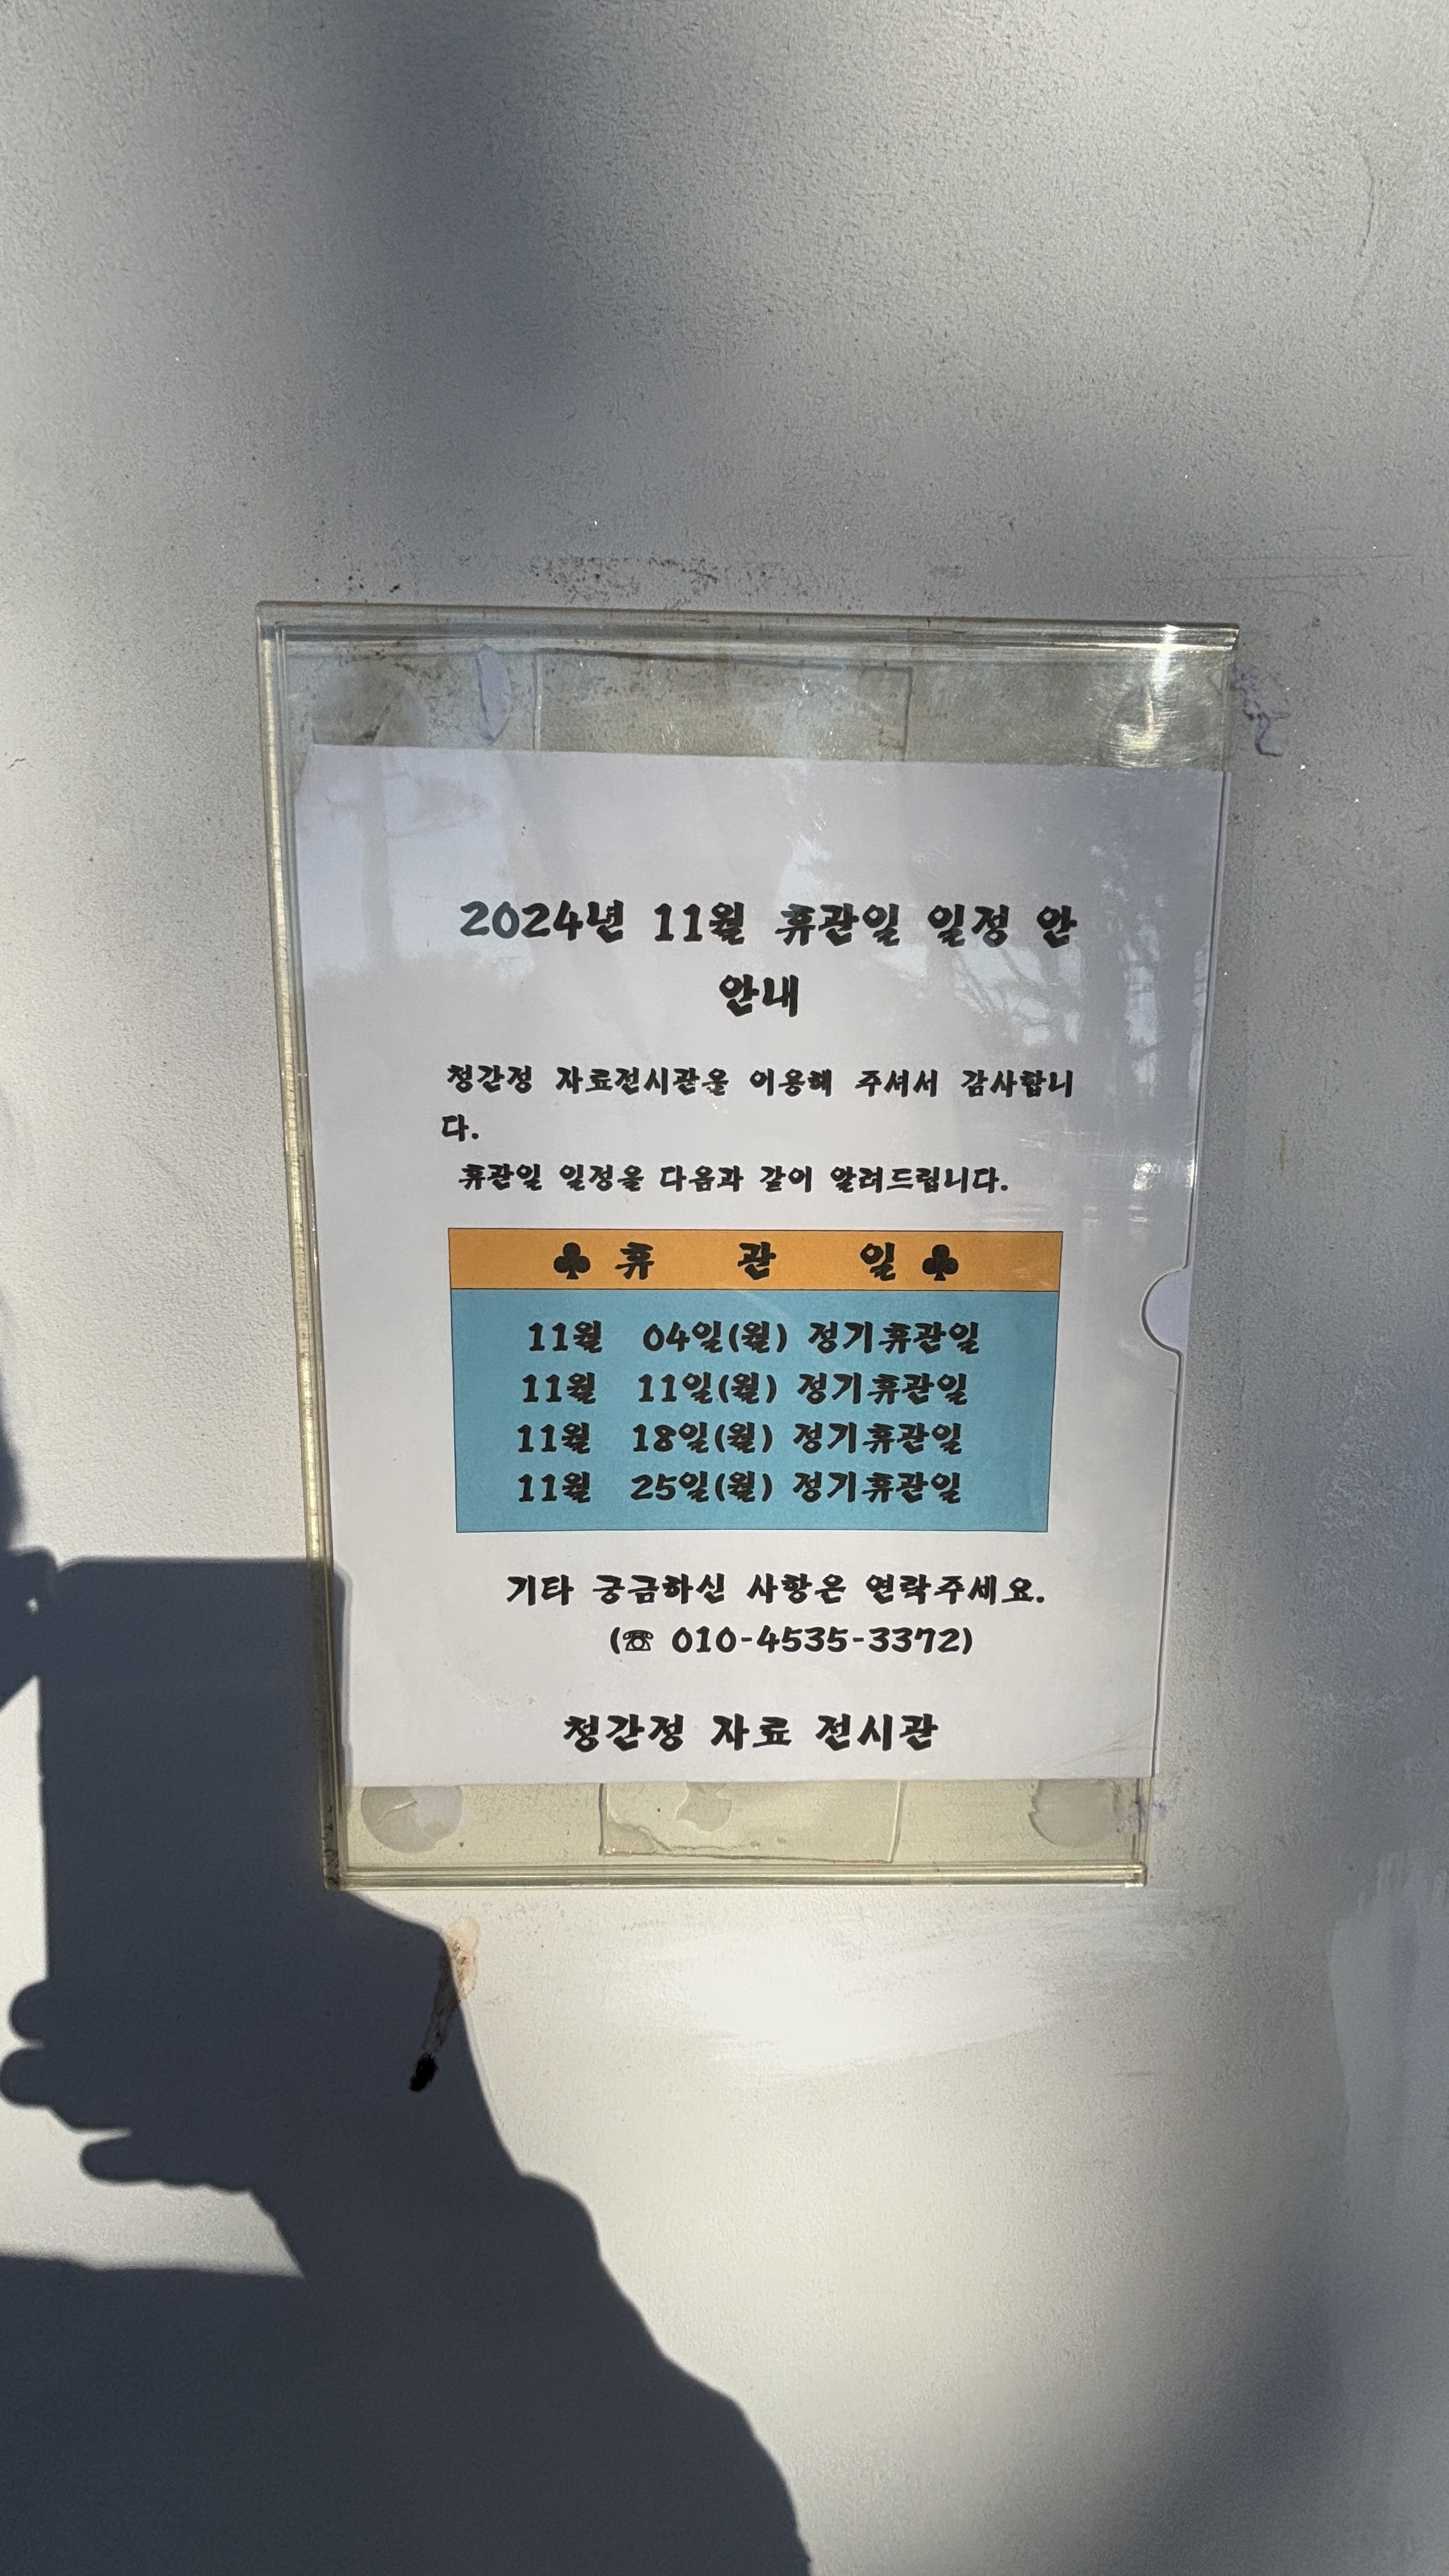 2024년 11월 휴관일 일정 안
안내
청간정 자료전시관을 이용해 주셔서 감사합니
다.
휴관일 일정을 다음과 같이 알려드립니다.
♣ 휴 관 일 ♣
11월 04일(월) 정기휴관일
11월 11일(월) 정기휴관일
11월 18일(월) 정기휴관일
11월 25일(월) 정기휴관일
기타 궁금하신 사항은 연락주세요.
(☏ 010-4535-3372)
청간정 자료 전시관